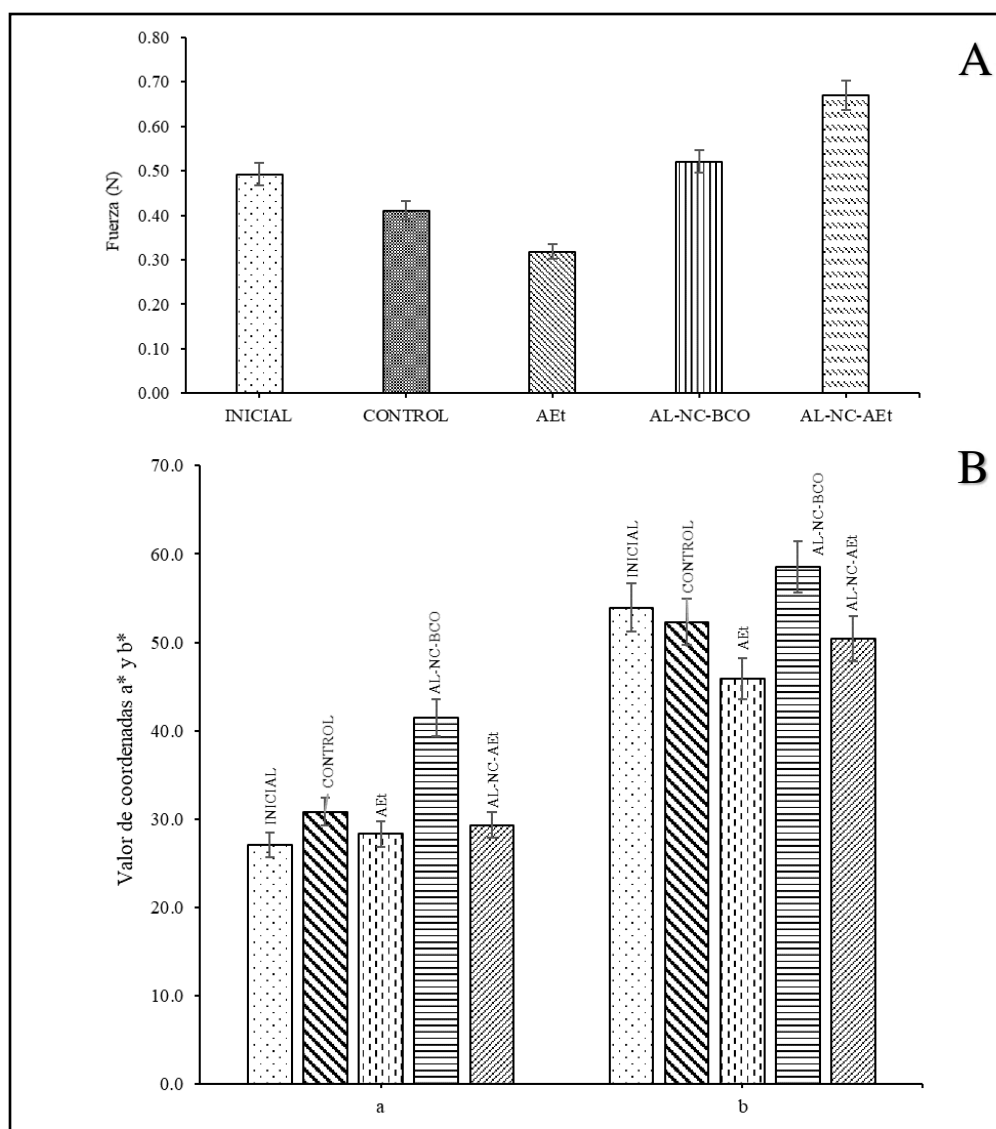 A
0.80
0.70
0.60
0.50
0.40
0.30
0.20
0.10
0.00
Fuerza (N)
INICIAL CONTROL AEt AL-NC-BCO AL-NC-AEt
B
70.0
60.0
50.0
40.0
30.0
20.0
10.0
0.0
Valor de coordenadas a* y b*
INICIAL
CONTROL
AEt
AL-NC-BCO
AL-NC-AEt
INICIAL
CONTROL
AEt
AL-NC-BCO
AL-NC-AEt
a b